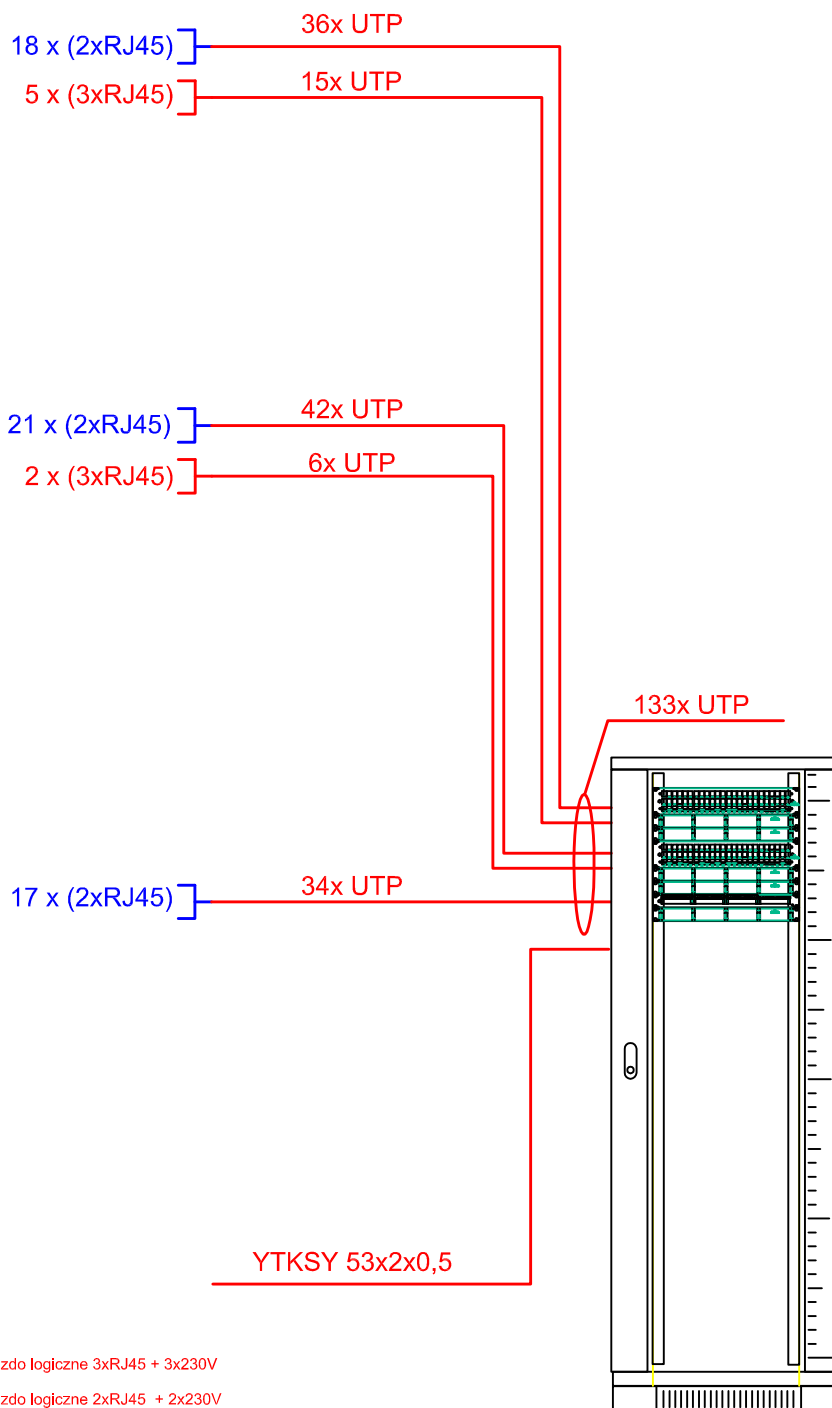 36x UTP
18 x (2xRJ45)
15x UTP
5 x (3xRJ45)
42x UTP
21 x (2xRJ45)
6x UTP
2 x (3xRJ45)
133x UTP
34x UTP
17 x (2xRJ45)
YTKSY 53x2x0,5
zdo logiczne 3xRJ45 + 3x230V
zdo logiczne 2xRJ45 + 2x230V